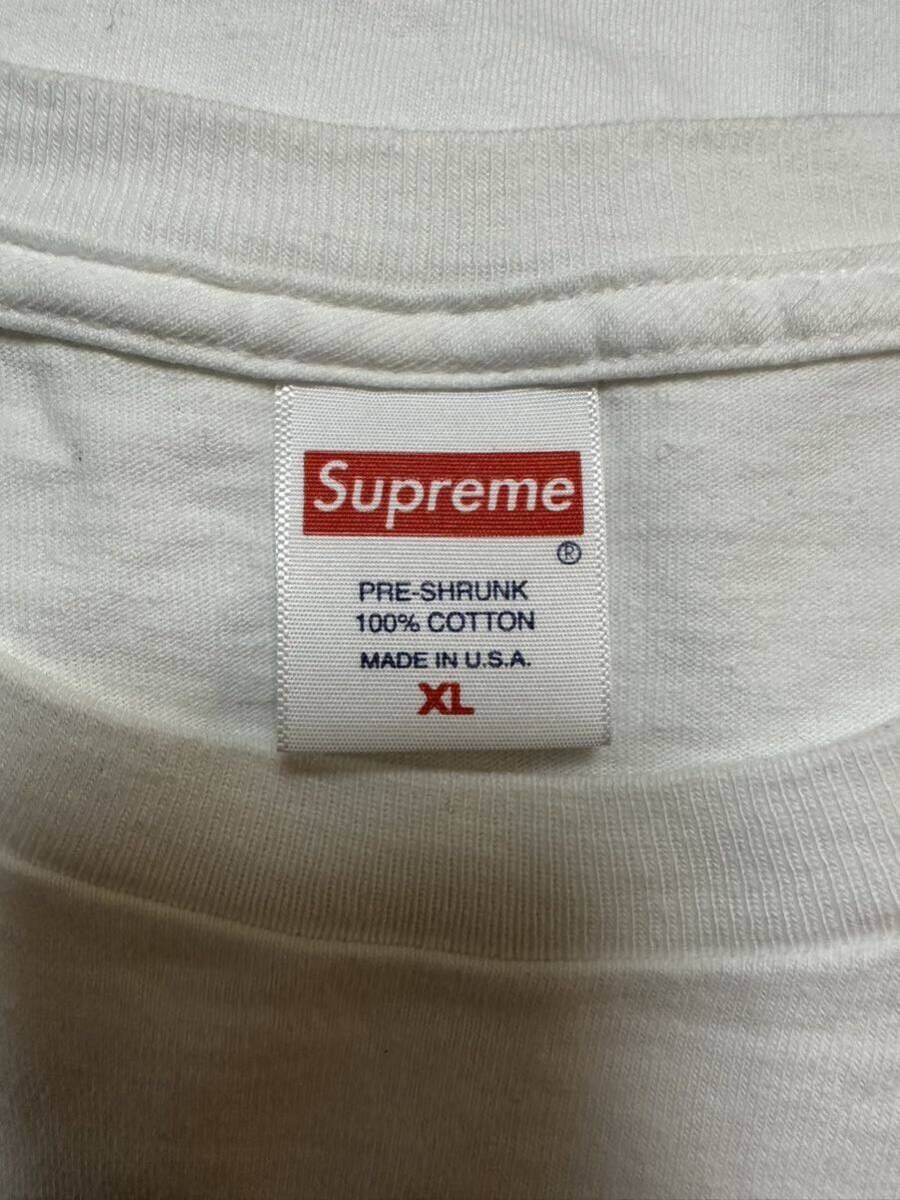 Supreme
®
PRE-SHRUNK
100% COTTON
MADE IN U.S.A.
XL